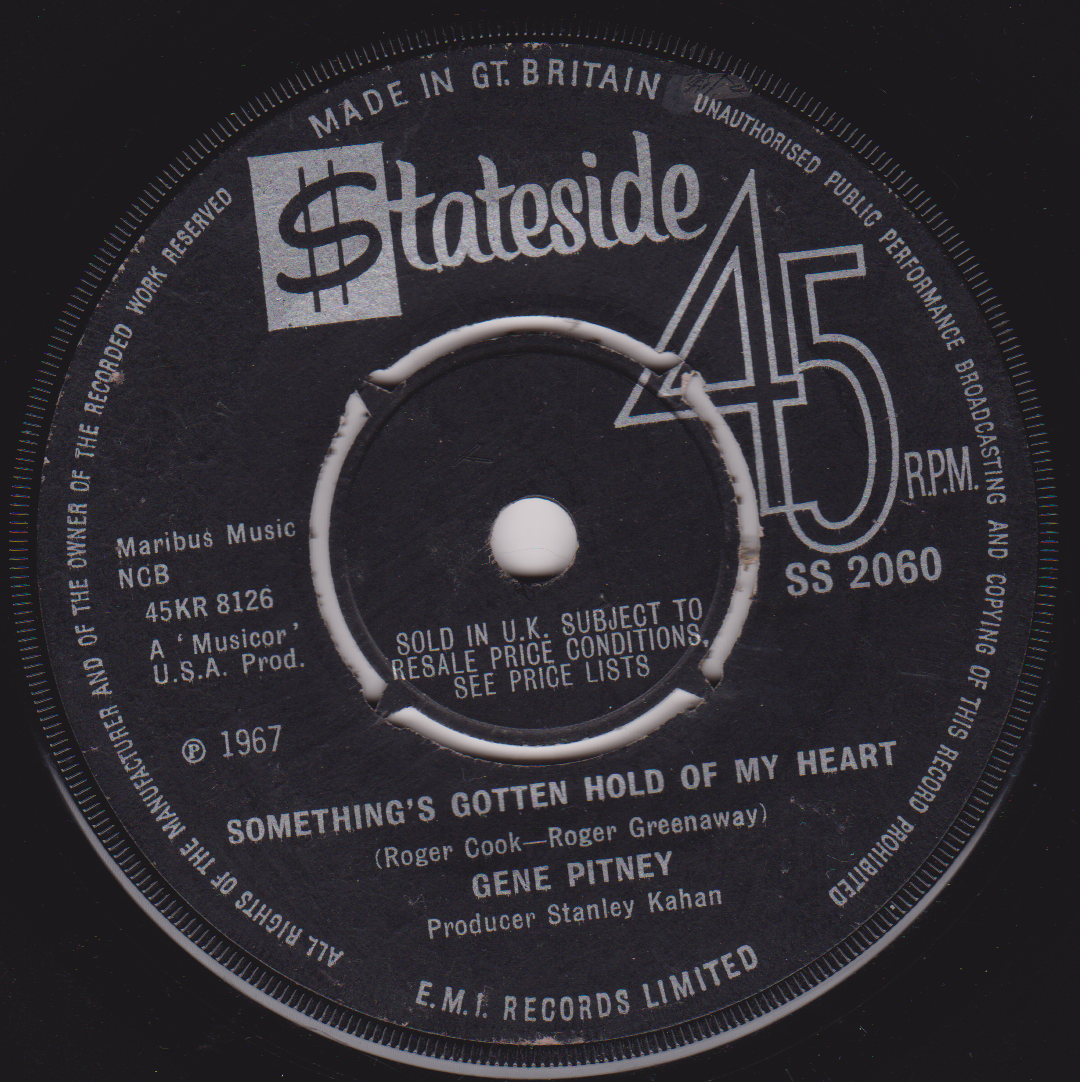 MADE IN GT. BRITAIN
UNAUTHORISED PUBLIC PERFORMANCE BROADCASTING AND COPYING OF THIS RECORD PROHIBITED
ALL RIGHTS OF THE MANUFACTURER AND OF THE OWNER OF THE RECORDED WORK RESERVED
$tateside
45 R.P.M.
SS 2060
Maribus Music
NCB
45KR 8126
A 'Musicor'
U.S.A. Prod.
℗ 1967
SOLD IN U.K. SUBJECT TO
RESALE PRICE CONDITIONS,
SEE PRICE LISTS
SOMETHING'S GOTTEN HOLD OF MY HEART
(Roger Cook—Roger Greenaway)
GENE PITNEY
Producer Stanley Kahan
E.M.I. RECORDS LIMITED